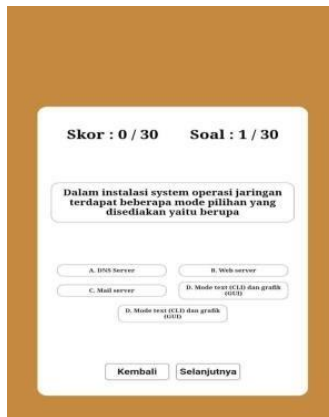 Skor : 0 / 30 Soal : 1 / 30
Dalam instalasi system operasi jaringan
terdapat beberapa mode pilihan yang
disediakan yaitu berupa
A. DNS Server B. Web server
C. Mail server D. Mode text (CLI) dan grafik
(GUI)
D. Mode text (CLI) dan grafik
(GUI)
Kembali Selanjutnya